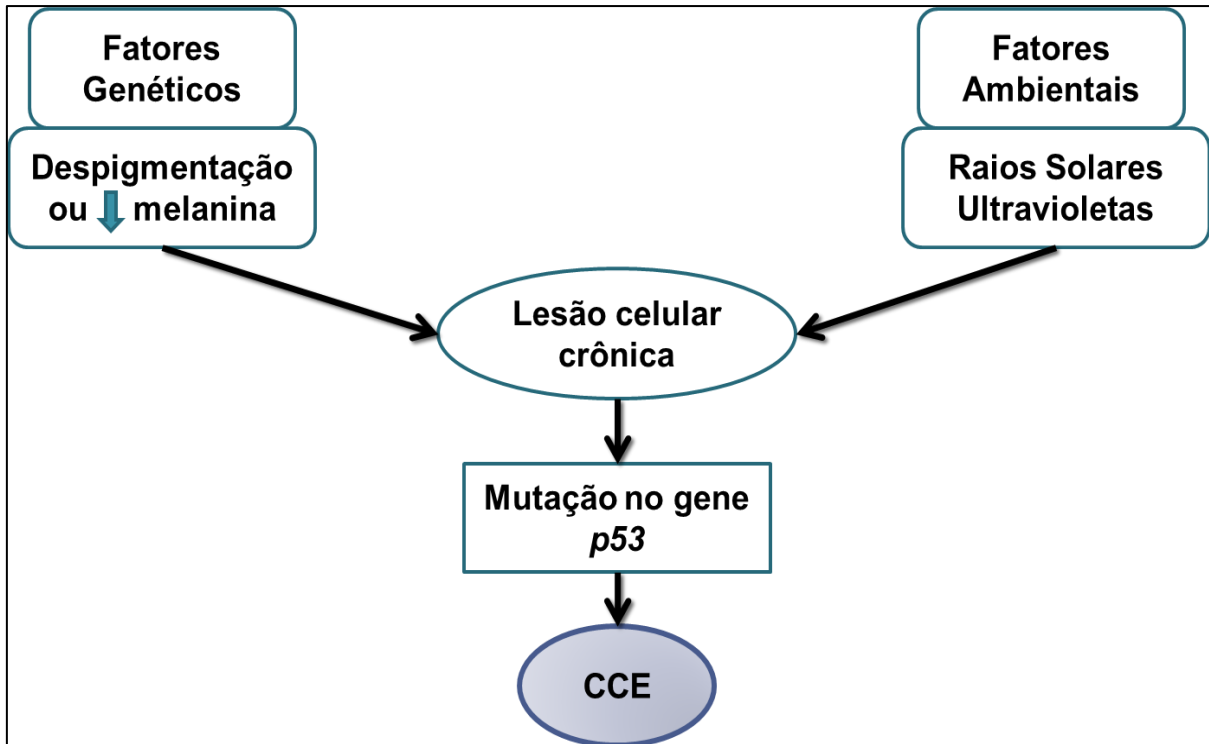 Fatores
Genéticos
Despigmentação
ou melanina
Fatores
Ambientais
Raios Solares
Ultravioletas
Lesão celular
crônica
Mutação no gene
p53
CCE